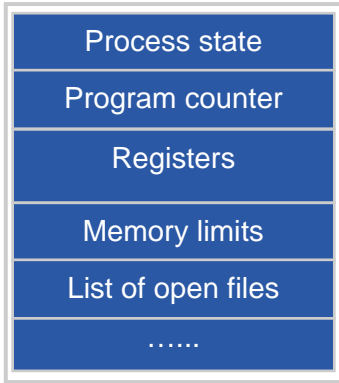 Process state
Program counter
Registers
Memory limits
List of open files
…...